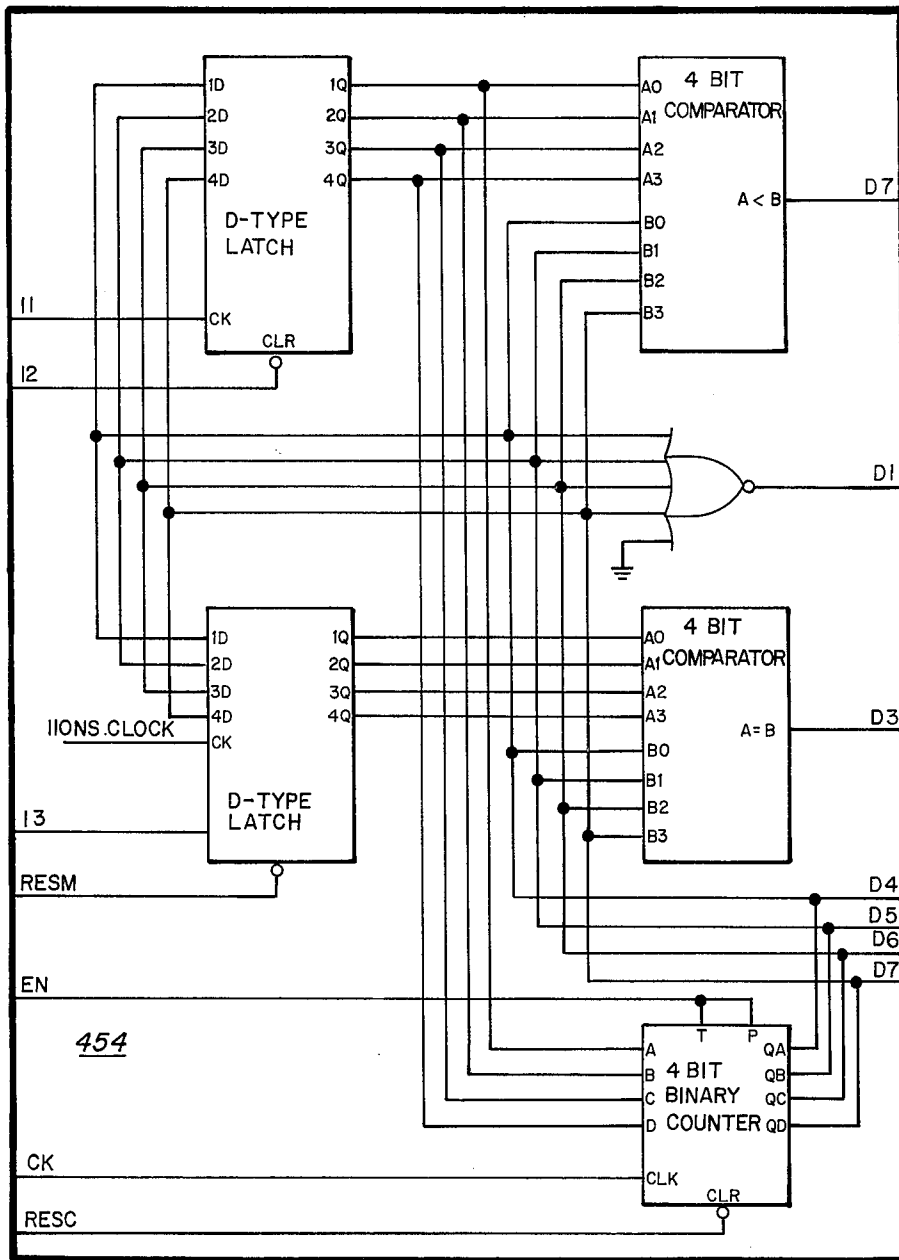 1D
2D
3D
4D
1Q
2Q
3Q
4Q
D-TYPE
LATCH
CK
CLR
I1
I2
4 BIT
COMPARATOR
A0
A1
A2
A3
B0
B1
B2
B3
A < B
D7
D1
1D
2D
3D
4D
1Q
2Q
3Q
4Q
110NS.CLOCK
CK
D-TYPE
LATCH
I3
RESM
4 BIT
COMPARATOR
A0
A1
A2
A3
B0
B1
B2
B3
A = B
D3
D4
D5
D6
D7
EN
454
T
P
A
B
C
D
4 BIT
BINARY
COUNTER
QA
QB
QC
QD
CLK
CLR
CK
RESC